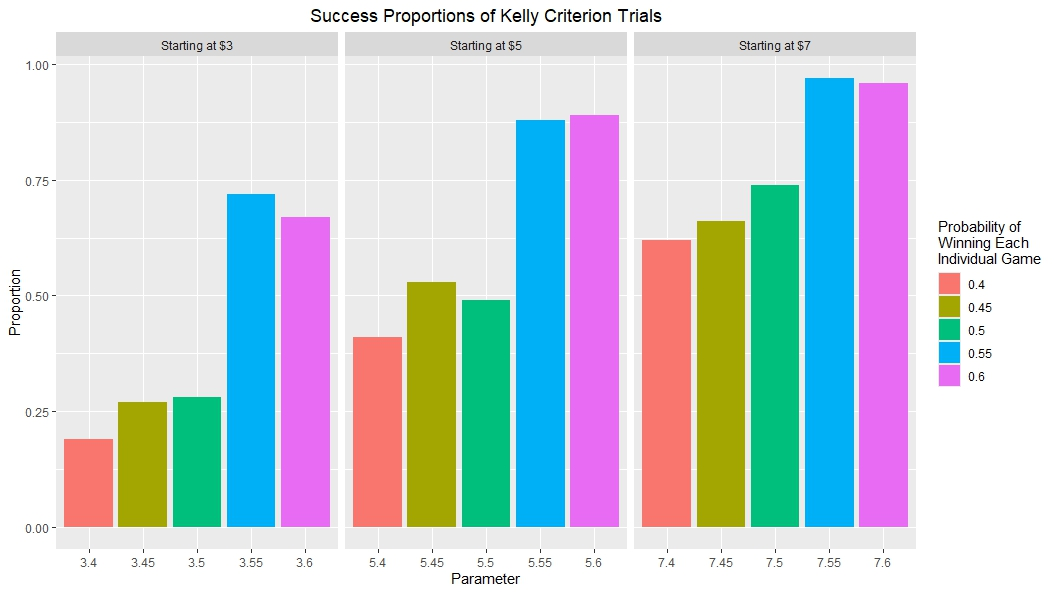 Success Proportions of Kelly Criterion Trials
Starting at $3
Starting at $5
Starting at $7
Proportion
1.00
0.75
0.50
0.25
0.00
3.4 3.45 3.5 3.55 3.6
5.4 5.45 5.5 5.55 5.6
7.4 7.45 7.5 7.55 7.6
Parameter
Probability of
Winning Each
Individual Game
0.4
0.45
0.5
0.55
0.6